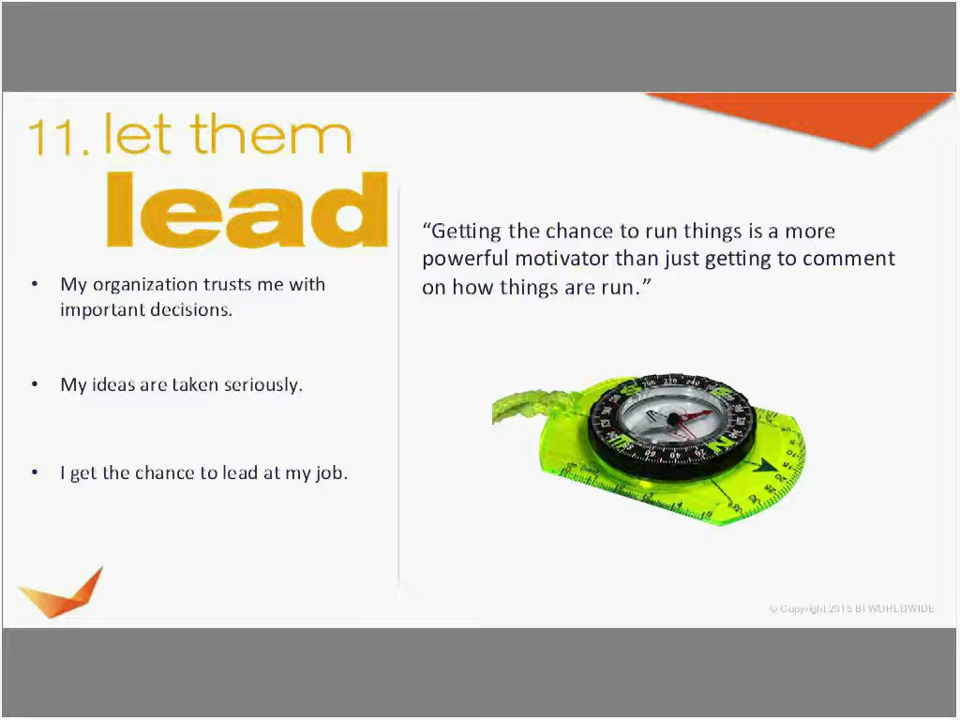 11. let them
lead
• My organization trusts me with
important decisions.
• My ideas are taken seriously.
• I get the chance to lead at my job.
“Getting the chance to run things is a more
powerful motivator than just getting to comment
on how things are run.”
N
© Copyright 2015 BI WORLDWIDE